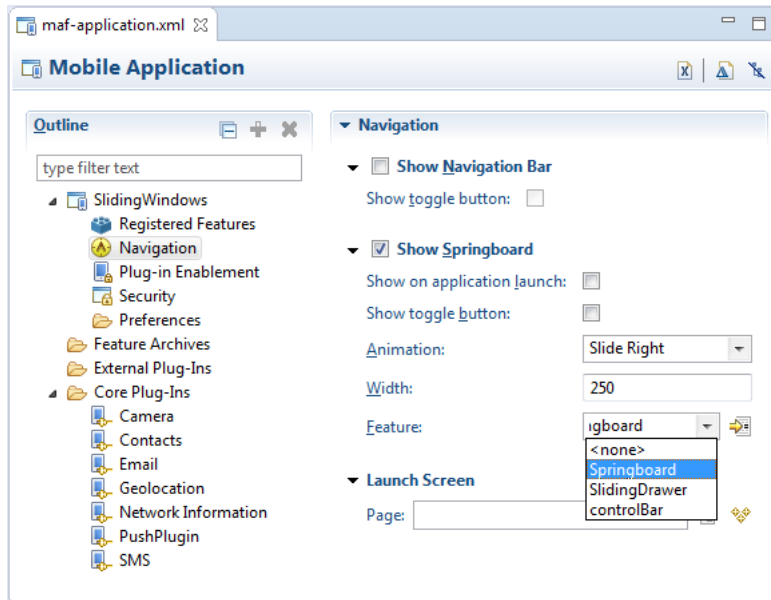 maf-application.xml
Mobile Application
Outline
type filter text
SlidingWindows
Registered Features
Navigation
Plug-in Enablement
Security
Preferences
Feature Archives
External Plug-Ins
Core Plug-Ins
Camera
Contacts
Email
Geolocation
Network Information
PushPlugin
SMS
Navigation
Show Navigation Bar
Show toggle button:
Show Springboard
Show on application launch:
Show toggle button:
Animation: Slide Right
Width: 250
Feature: ngboard
<none>
Springboard
SlidingDrawer
controlBar
Launch Screen
Page: